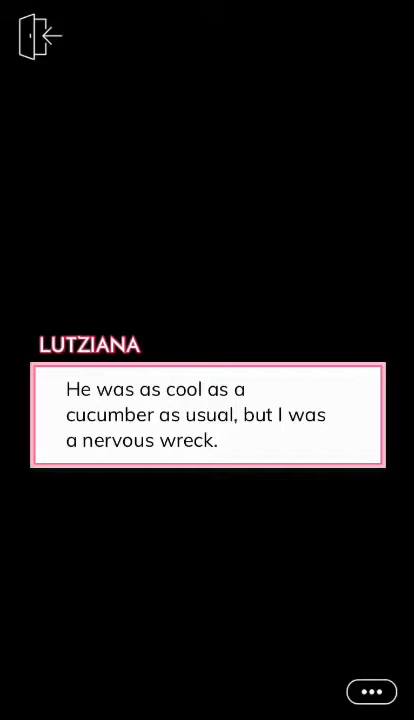 LUTZIANA
He was as cool as a
cucumber as usual, but I was
a nervous wreck.